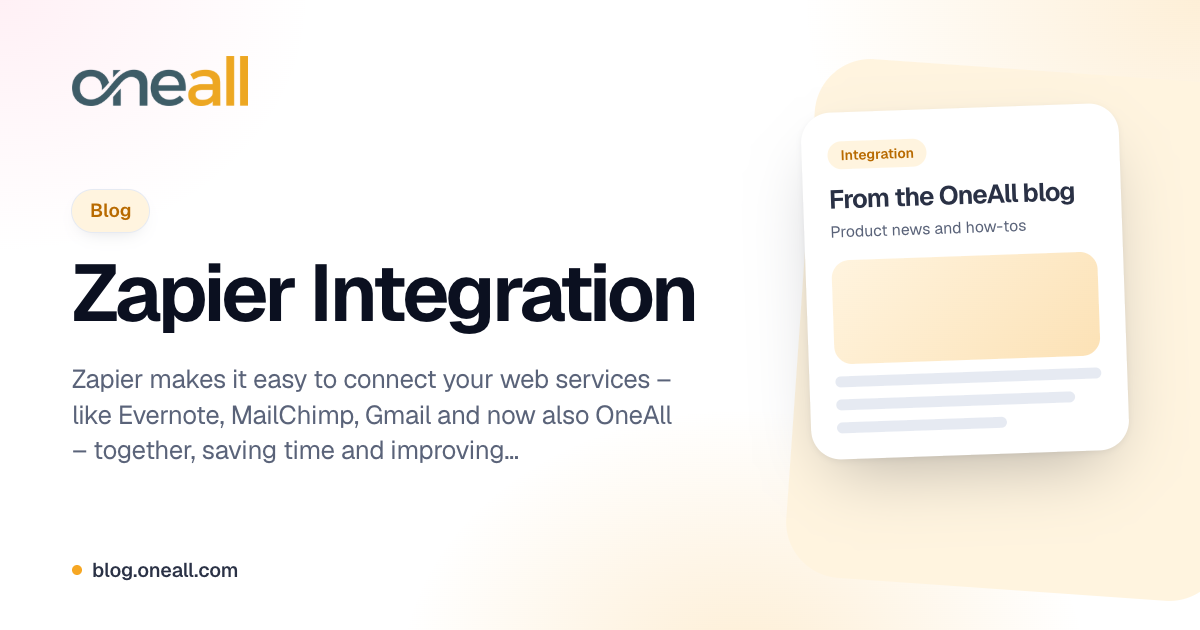 oneall
Blog
Zapier Integration
Zapier makes it easy to connect your web services –
like Evernote, MailChimp, Gmail and now also OneAll
– together, saving time and improving...
blog.oneall.com
Integration
From the OneAll blog
Product news and how-tos